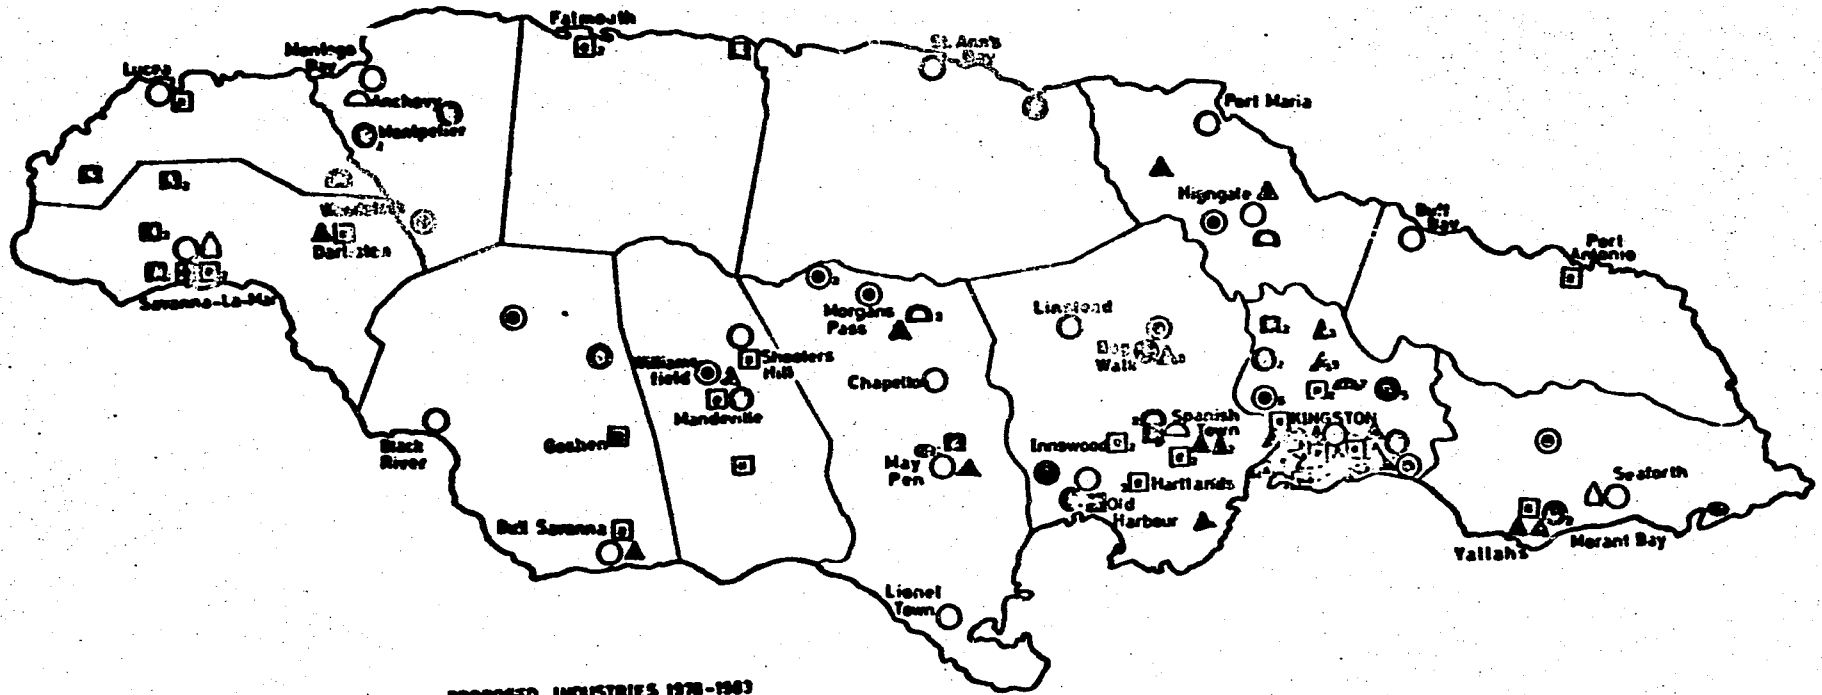 Falmouth
St. Ann's
Bay
Montego
Bay
Lucea
Anchovy
Port Maria
Montpelier
Highgate
Buff
Bay
Port
Antonio
Savanna-La-Mar
Morgans
Pass
Linstead
Walk
Williams
field
Shooters
Hill
Chapelton
Mandeville
Black
River
Goshen
Innswood
Spanish
Town
KINGSTON
May
Pen
Hartlands
Old
Harbour
Seaforth
Bull Savanna
Yallahs
Morant Bay
Lionel
Town
PROPOSED INDUSTRIES 1978-1983